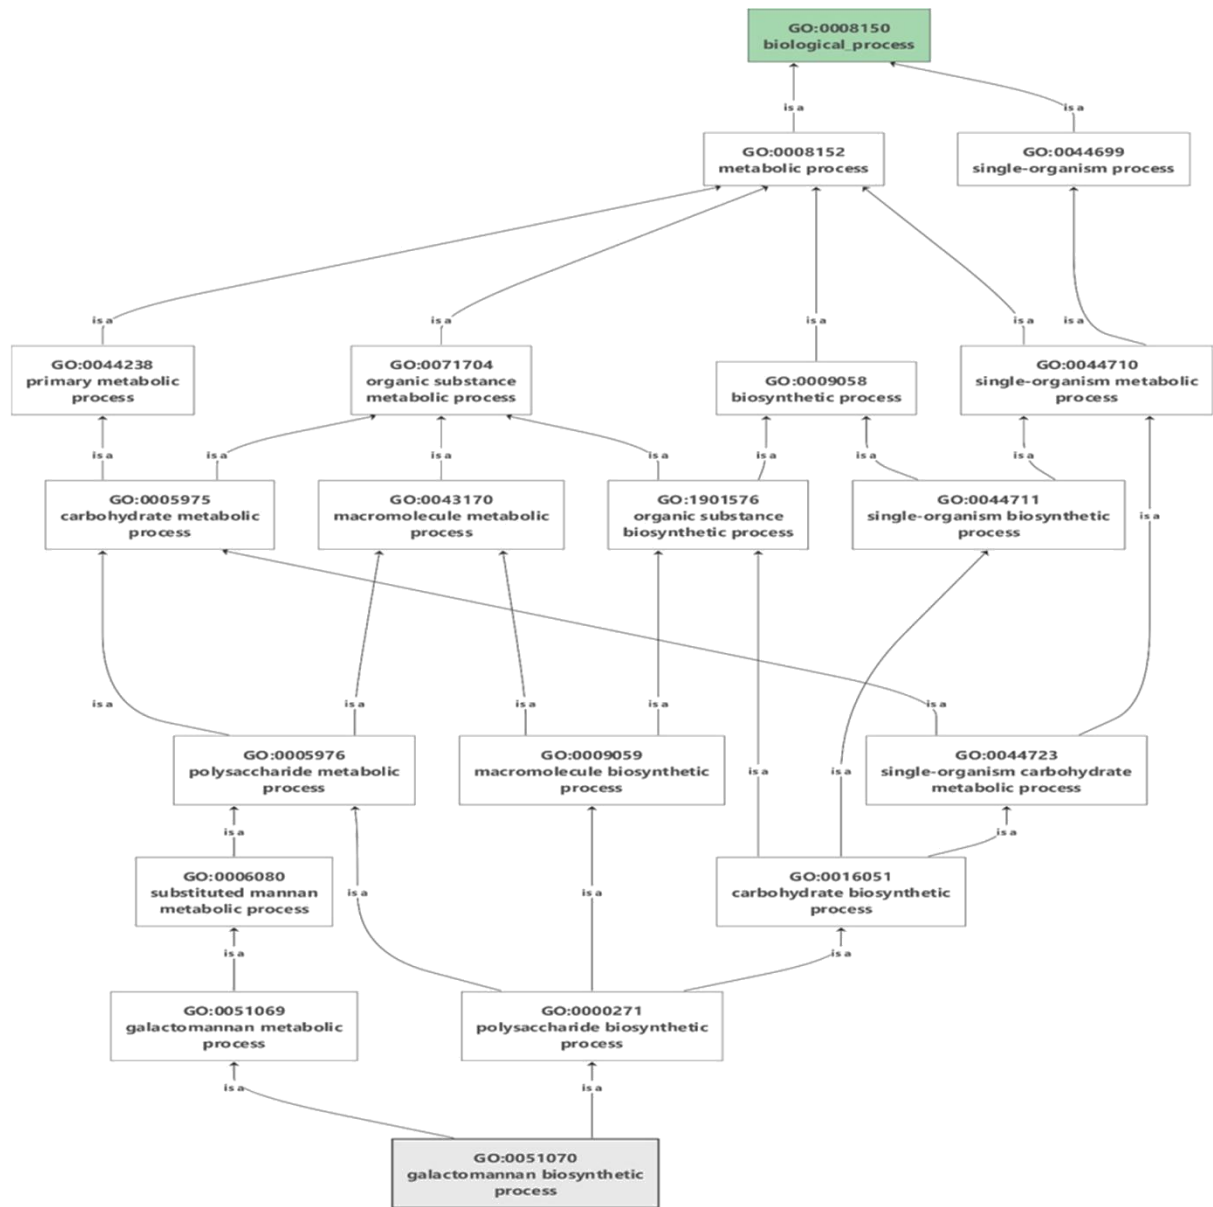 GO:0008150
biological_process
is a
is a
GO:0008152
metabolic process
GO:0044699
single-organism process
is a
is a
is a
is a
is a
GO:0044238
primary metabolic
process
GO:0071704
organic substance
metabolic process
GO:0009058
biosynthetic process
GO:0044710
single-organism metabolic
process
is a
is a
is a
is a
is a
is a
is a
GO:0005975
carbohydrate metabolic
process
GO:0043170
macromolecule metabolic
process
GO:1901576
organic substance
biosynthetic process
GO:0044711
single-organism biosynthetic
process
is a
is a
is a
is a
is a
is a
GO:0005976
polysaccharide metabolic
process
GO:0009059
macromolecule biosynthetic
process
is a
is a
GO:0044723
single-organism carbohydrate
metabolic process
is a
is a
GO:0006080
substituted mannan
metabolic process
is a
is a
GO:0016051
carbohydrate biosynthetic
process
is a
is a
GO:0051069
galactomannan metabolic
process
GO:0000271
polysaccharide biosynthetic
process
is a
is a
GO:0051070
galactomannan biosynthetic
process